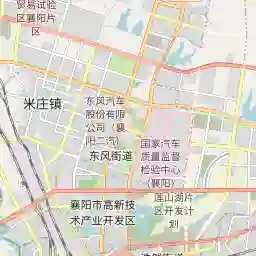 贸易试验
区襄阳片
区
米庄镇
东风汽车
股份有限
公司（襄
阳二汽）
东风街道
国家汽车
质量监督
检验中心
（襄阳）
襄阳市高新技
术产业开发区
连山湖片
区开发计
划